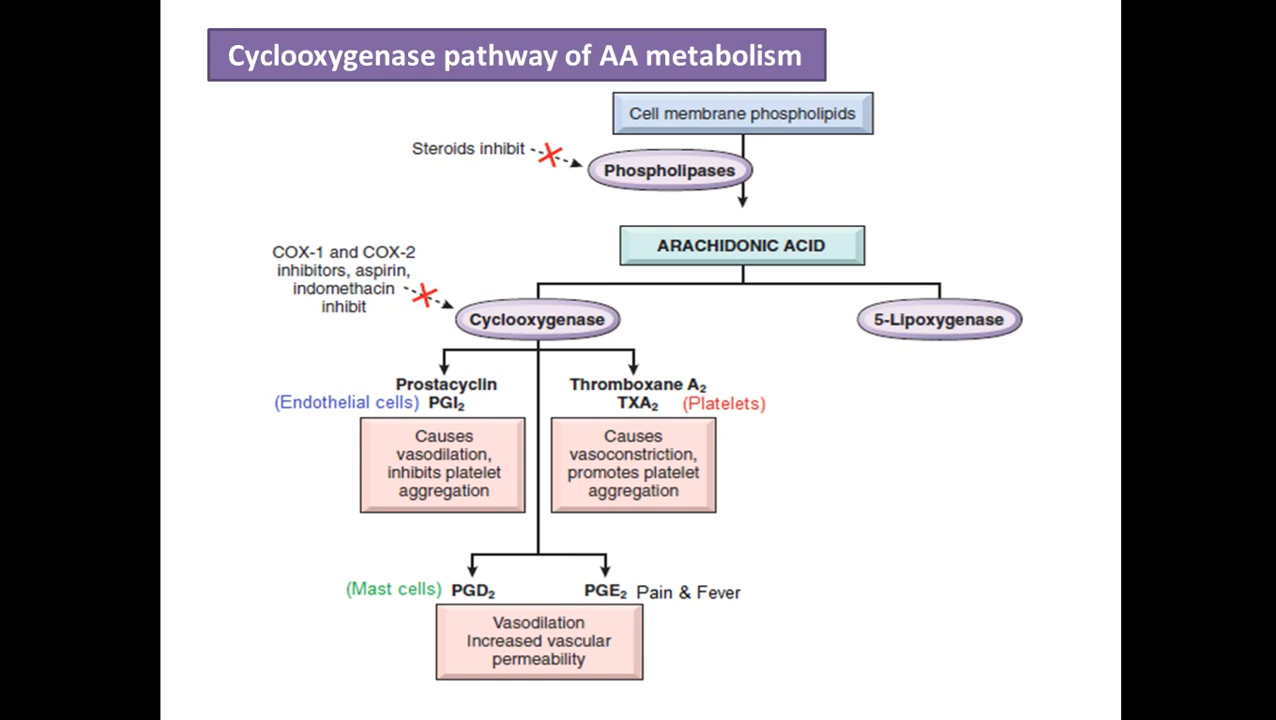 Cyclooxygenase pathway of AA metabolism
Cell membrane phospholipids
Steroids inhibit
Phospholipases
ARACHIDONIC ACID
COX-1 and COX-2
inhibitors, aspirin,
indomethacin
inhibit
Cyclooxygenase
5-Lipoxygenase
Prostacyclin
(Endothelial cells) PGI₂
Thromboxane A₂
TXA₂ (Platelets)
Causes
vasodilation,
inhibits platelet
aggregation
Causes
vasoconstriction,
promotes platelet
aggregation
(Mast cells) PGD₂
PGE₂ Pain & Fever
Vasodilation
Increased vascular
permeability